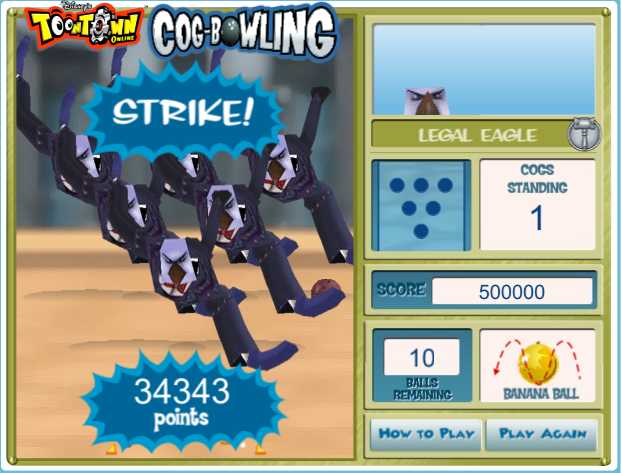 Disney's
TOONTOWN
ONLINE
COG-BOWLING
STRIKE!
34343
points
LEGAL EAGLE
COGS
STANDING
1
SCORE 500000
10
BALLS
REMAINING
BANANA BALL
HOW TO PLAY
PLAY AGAIN